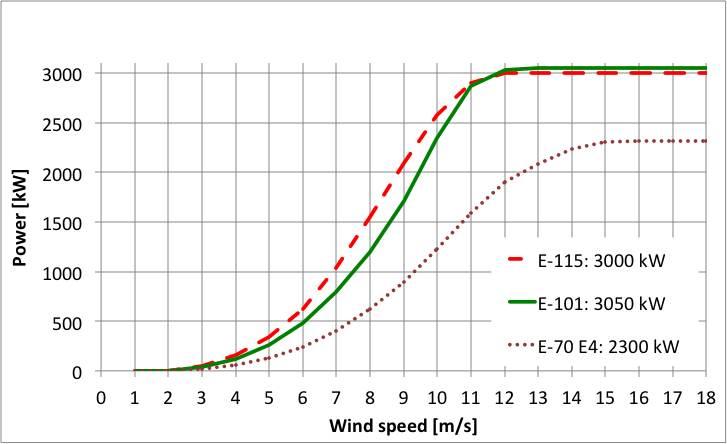 3000
2500
2000
1500
1000
500
0
Power [kW]
E-115: 3000 kW
E-101: 3050 kW
E-70 E4: 2300 kW
0 1 2 3 4 5 6 7 8 9 10 11 12 13 14 15 16 17 18
Wind speed [m/s]